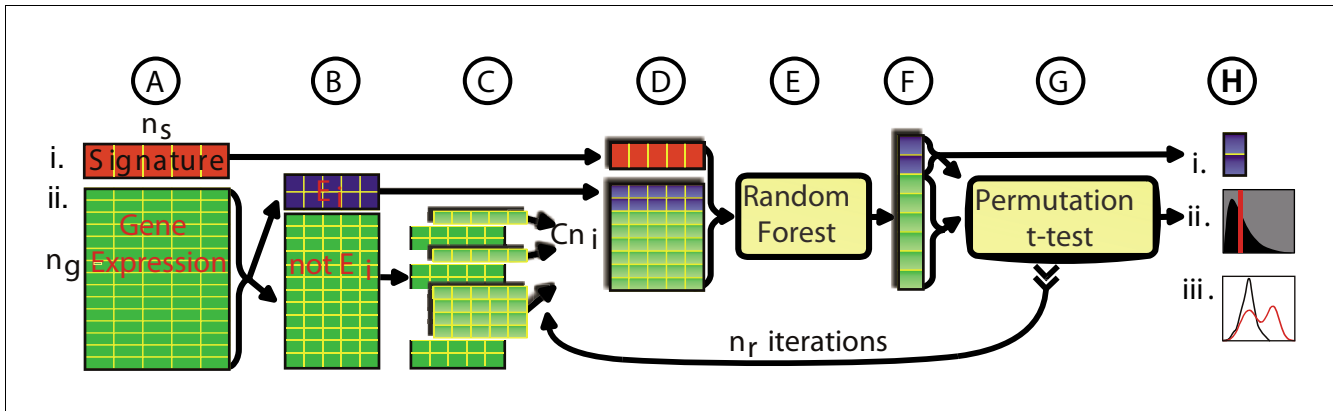 A B C D E F G H
n s
i. Signature
ii.
Gene
n g Expression
E i
not E i
Cn i
Random
Forest
Permutation
t-test
n r iterations
i.
ii.
iii.